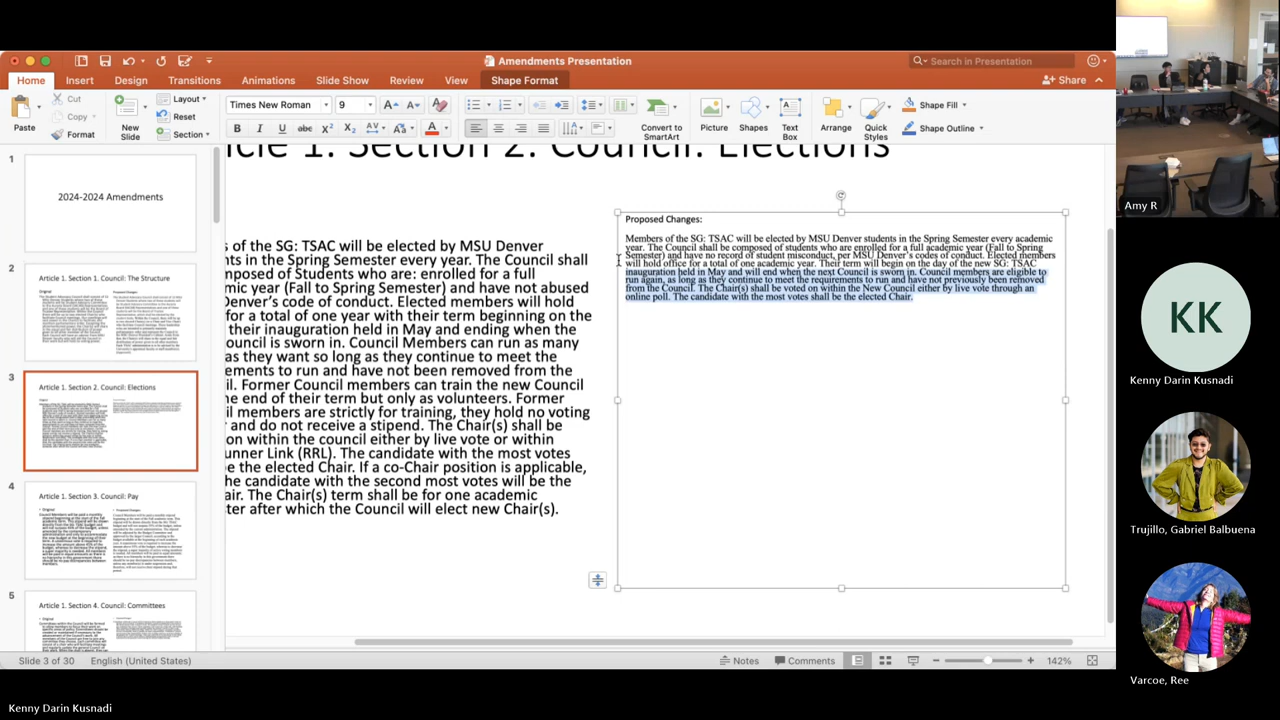 Amendments Presentation
Search in Presentation
Home
Insert
Design
Transitions
Animations
Slide Show
Review
View
Shape Format
Share
Paste
Cut
Copy
Format
New Slide
Layout
Reset
Section
Times New Roman
9
Convert to SmartArt
Picture
Shapes
Text Box
Arrange
Quick Styles
Shape Fill
Shape Outline
1
2024-2024 Amendments
2
Article 1. Section 1. Council: The Structure
3
Article 1. Section 2. Council: Elections
4
Article 1. Section 3. Council: Pay
5
Article 1. Section 4. Council: Committees
icle 1. Section 2. Council: Elections
s of the SG: TSAC will be elected by MSU Denver
nts in the Spring Semester every year. The Council shall
mposed of Students who are: enrolled for a full
mic year (Fall to Spring Semester) and have not abused
Denver's code of conduct. Elected members will hold
for a total of one year with their term beginning on the
their inauguration held in May and ending when the
ouncil is sworn in. Council Members can run as many
as they want so long as they continue to meet the
ements to run and have not been removed from the
il. Former Council members can train the new Council
he end of their term but only as volunteers. Former
il members are strictly for training, they hold no voting
and do not receive a stipend. The Chair(s) shall be
on within the council either by live vote or within
unner Link (RRL). The candidate with the most votes
e the elected Chair. If a co-Chair position is applicable,
he candidate with the second most votes will be the
air. The Chair(s) term shall be for one academic
ter after which the Council will elect new Chair(s).
Proposed Changes:
Members of the SG: TSAC will be elected by MSU Denver students in the Spring Semester every academic
year. The Council shall be composed of students who are enrolled for a full academic year (Fall to Spring
Semester) and have no record of student misconduct, per MSU Denver's codes of conduct. Elected members
will hold office for a total of one academic year. Their term will begin on the day of the new SG: TSAC
inauguration held in May and will end when the next Council is sworn in. Council members are eligible to
run again, as long as they continue to meet the requirements to run and have not previously been removed
from the Council. The Chair(s) shall be voted on within the New Council either by live vote through an
online poll. The candidate with the most votes shall be the elected Chair.
Slide 3 of 30
English (United States)
Notes
Comments
142%
Amy R
KK
Kenny Darin Kusnadi
Trujillo, Gabriel Balbuena
Varcoe, Ree
Kenny Darin Kusnadi